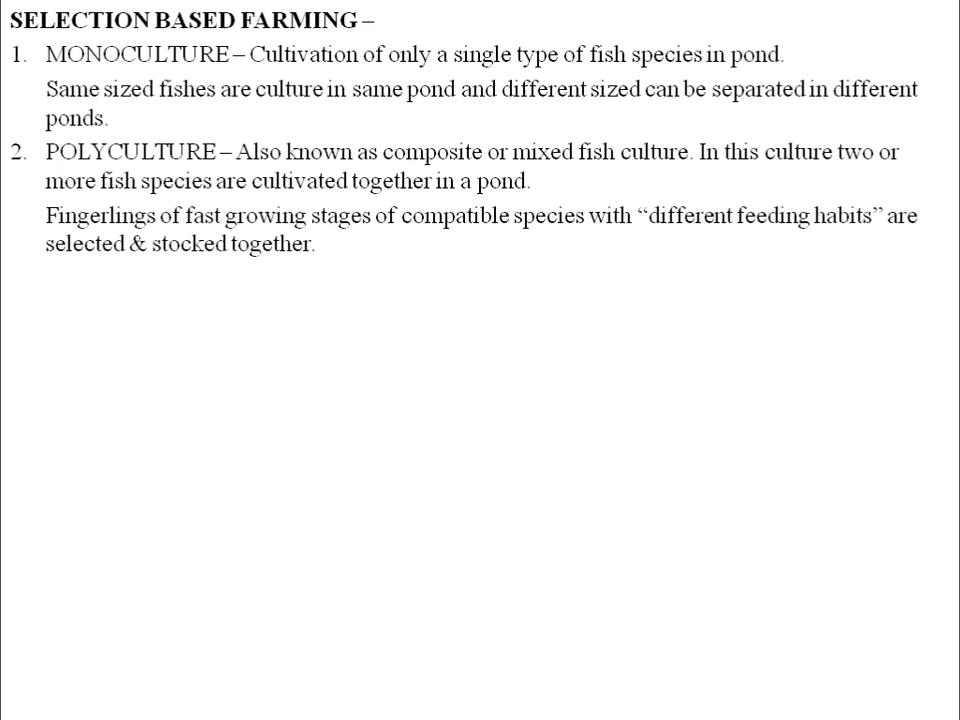 SELECTION BASED FARMING –
1. MONOCULTURE – Cultivation of only a single type of fish species in pond.
Same sized fishes are culture in same pond and different sized can be separated in different
ponds.
2. POLYCULTURE – Also known as composite or mixed fish culture. In this culture two or
more fish species are cultivated together in a pond.
Fingerlings of fast growing stages of compatible species with “different feeding habits” are
selected & stocked together.